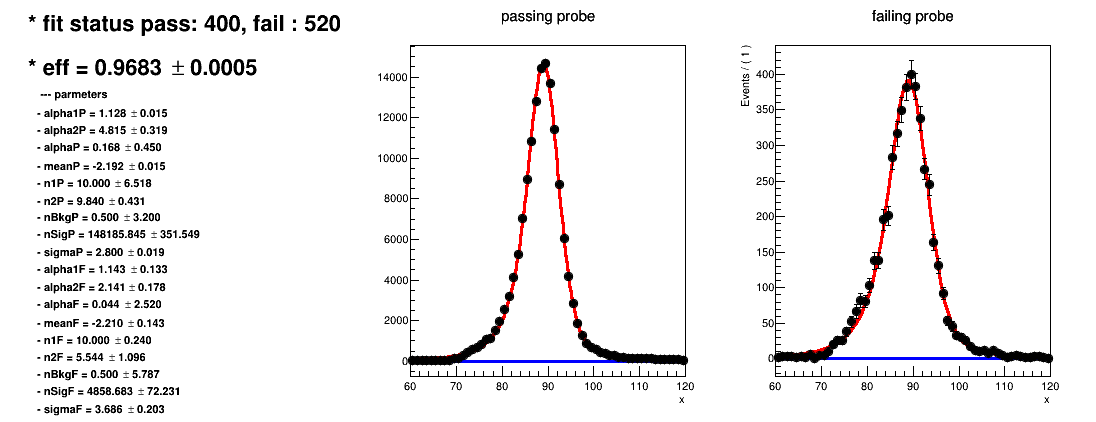 * fit status pass: 400, fail : 520
* eff = 0.9683 ± 0.0005
--- parmeters
- alpha1P = 1.128 ± 0.015
- alpha2P = 4.815 ± 0.319
- alphaP = 0.168 ± 0.450
- meanP = -2.192 ± 0.015
- n1P = 10.000 ± 6.518
- n2P = 9.840 ± 0.431
- nBkgP = 0.500 ± 3.200
- nSigP = 148185.845 ± 351.549
- sigmaP = 2.800 ± 0.019
- alpha1F = 1.143 ± 0.133
- alpha2F = 2.141 ± 0.178
- alphaF = 0.044 ± 2.520
- meanF = -2.210 ± 0.143
- n1F = 10.000 ± 0.240
- n2F = 5.544 ± 1.096
- nBkgF = 0.500 ± 5.787
- nSigF = 4858.683 ± 72.231
- sigmaF = 3.686 ± 0.203
passing probe
14000
12000
10000
8000
6000
4000
2000
0
60 70 80 90 100 110 120
x
failing probe
Events / ( 1 )
400
350
300
250
200
150
100
50
0
60 70 80 90 100 110 120
x